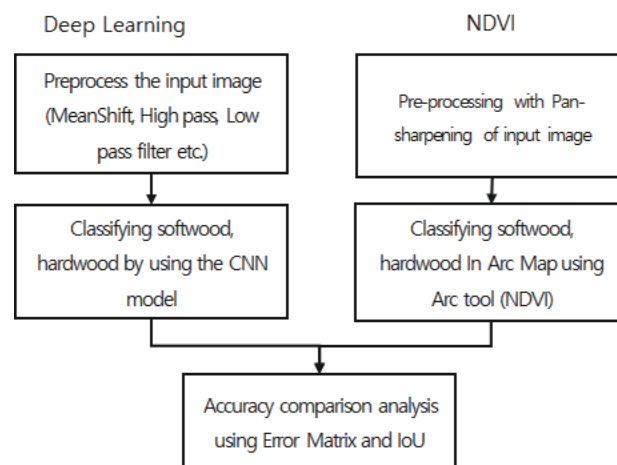 Deep Learning
NDVI
Preprocess the input image
(MeanShift, High pass, Low
pass filter etc.)
Pre-processing with Pan-
sharpening of input image
Classifying softwood,
hardwood by using the CNN
model
Classifying softwood,
hardwood In Arc Map using
Arc tool (NDVI)
Accuracy comparison analysis
using Error Matrix and IoU